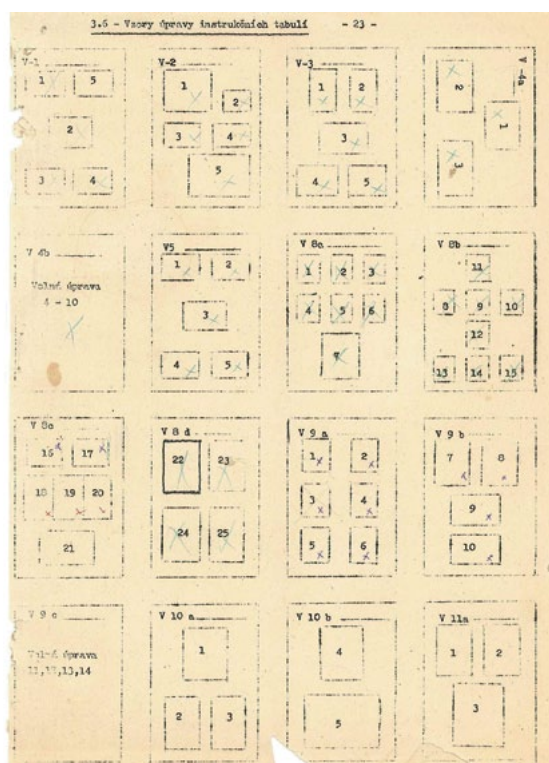 3.6 - Vzory úpravy instrukčních tabulí - 23 -
V-1
1 5
2
3 4
V-2
1
2
3 4
5
V-3
1 2
3
4 5
V-4a
2
1
3
V 4b
Volná úprava
4 - 10
V5
1 2
3
4 5
V 8a
1 2 3
4 5 6
7
V 8b
11
8 9 10
12
13 14 15
V 8c
16 17
18 19 20
21
V 8 d
22 23
24 25
V 9 a
1 2
3 4
5 6
V 9 b
7 8
9
10
V 9 c
Volná úprava
11,12,13,14
V 10 a
1
2 3
V 10 b
4
5
V 11a
1 2
3